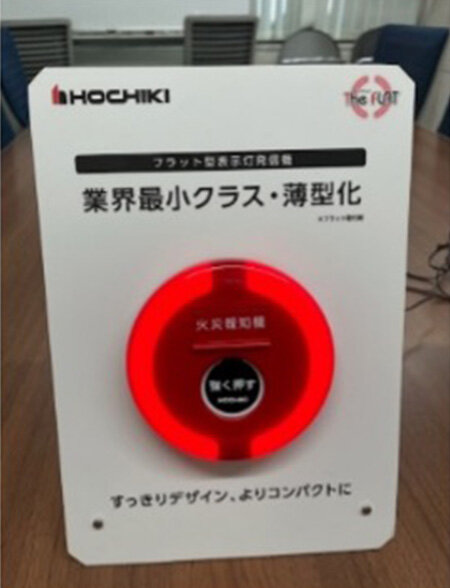 HOCHIKI
The FLAT
フラット型表示灯発信機
業界最小クラス・薄型化
火災報知機
強く押す
HOCHIKI
すっきりデザイン、よりコンパクトに